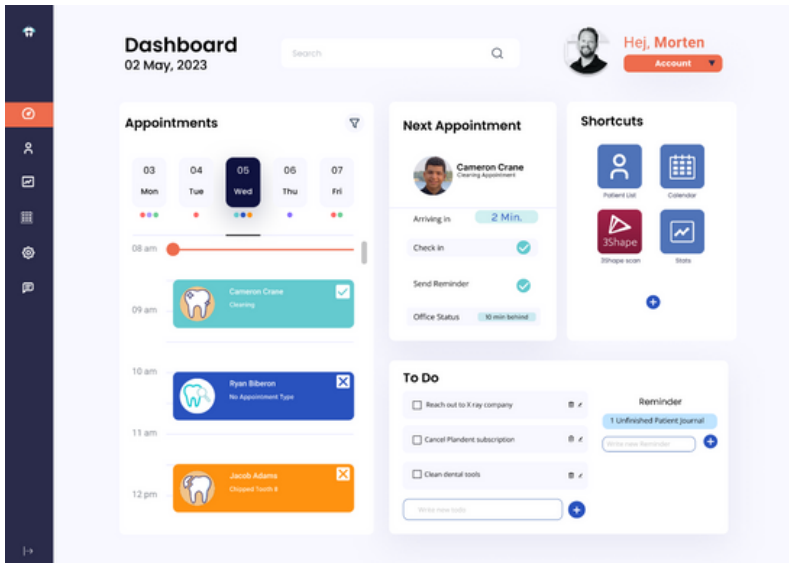 Dashboard
02 May, 2023
Search
Hej, Morten
Account
Appointments
03
Mon
04
Tue
05
Wed
06
Thu
07
Fri
08 am
Cameron Crane
Cleaning
09 am
10 am
Ryan Biberon
No Appointment Type
11 am
Jacob Adams
Chipped Tooth 8
12 pm
Next Appointment
Cameron Crane
Cleaning Appointment
Arriving in
2 Min.
Check in
Send Reminder
Office Status
10 min behind
Shortcuts
Patient List
Calendar
3Shape
3Shape scan
Stats
To Do
Reach out to X ray company
Cancel Plandent subscription
Clean dental tools
Write new todo
Reminder
1 Unfinished Patient Journal
Write new Reminder